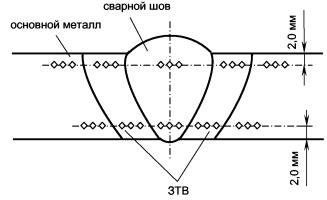 сварной шов
основной металл
2,0 мм
2,0 мм
ЗТВ